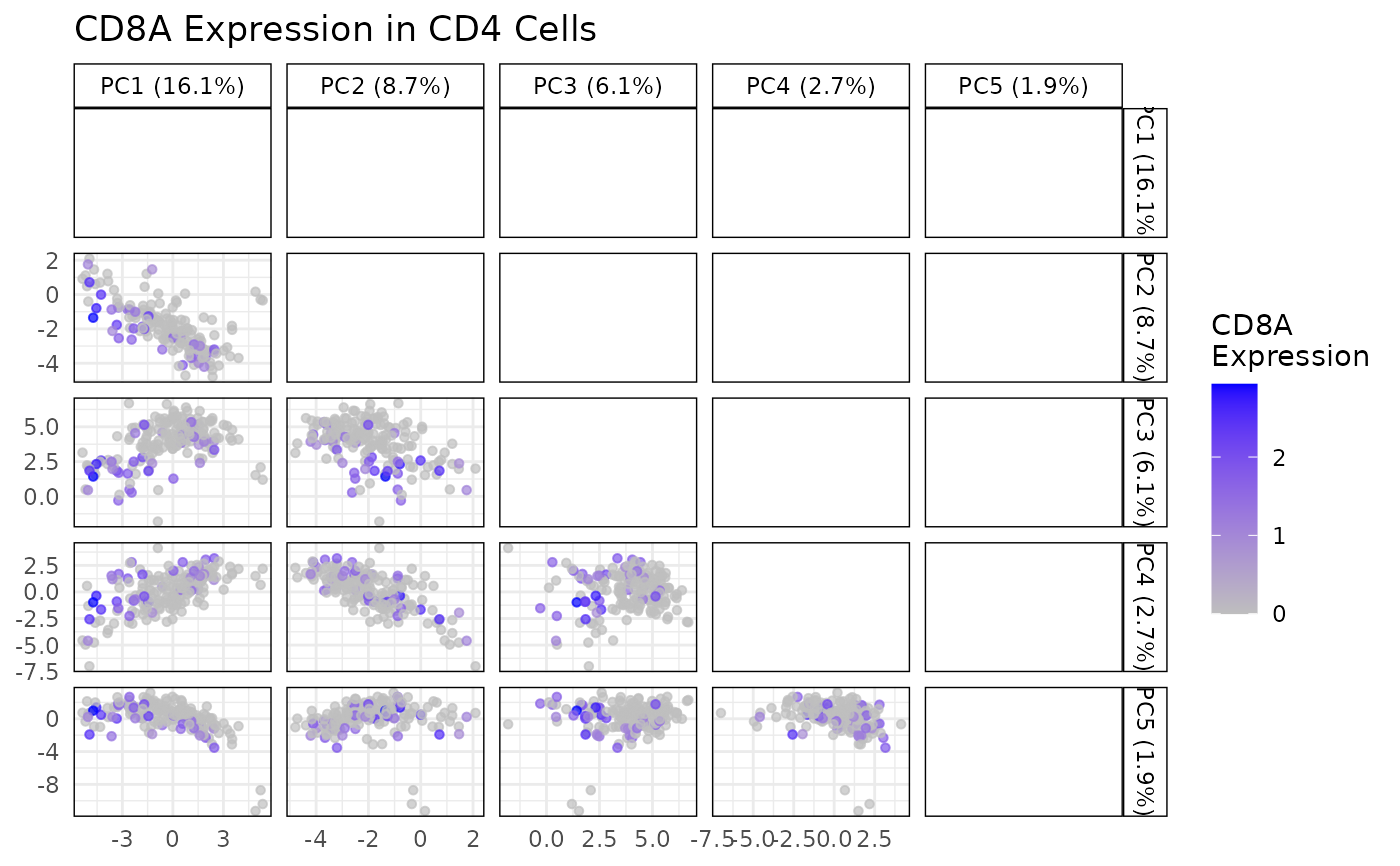 CD8A Expression in CD4 Cells
PC1 (16.1%) PC2 (8.7%) PC3 (6.1%) PC4 (2.7%) PC5 (1.9%)
PC1 (16.1%
2
0
-2
-4
PC2 (8.7%)
5.0
2.5
0.0
PC3 (6.1%)
2.5
0.0
-2.5
-5.0
-7.5
PC4 (2.7%)
0
-4
-8
PC5 (1.9%)
-3 0 3 -4 -2 0 2 0.0 2.5 5.0 -7.5 -5.0 -2.5 0.0 2.5
CD8A
Expression
2
1
0